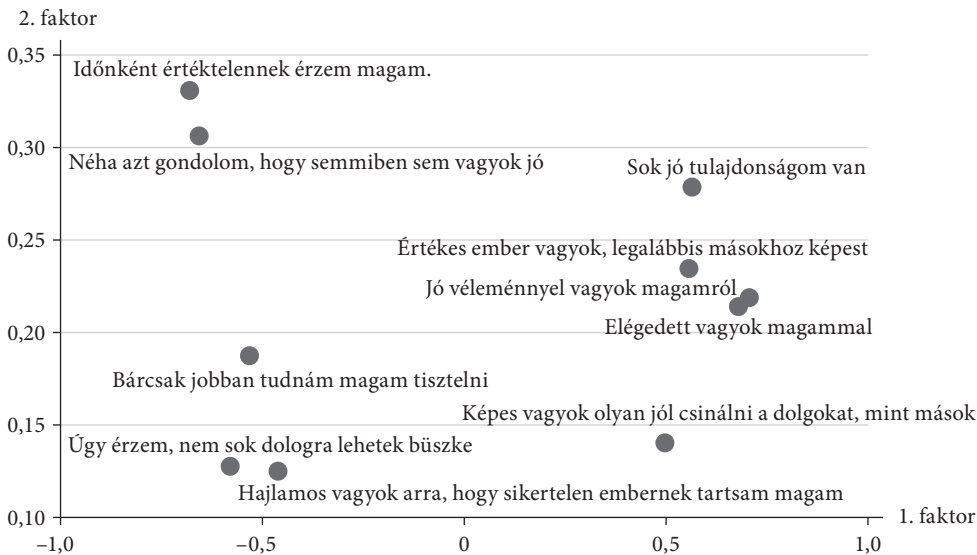 2. faktor
0,35
Időnként értéktelennek érzem magam.
0,30
Néha azt gondolom, hogy semmiben sem vagyok jó
Sok jó tulajdonságom van
0,25
Értékes ember vagyok, legalábbis másokhoz képest
Jó véleménnyel vagyok magamról
0,20
Elégedett vagyok magammal
Bárcsak jobban tudnám magam tisztelni
Képes vagyok olyan jól csinálni a dolgokat, mint mások
0,15
Úgy érzem, nem sok dologra lehetek büszke
Hajlamos vagyok arra, hogy sikertelen embernek tartsam magam
0,10
1. faktor
–1,0 –0,5 0 0,5 1,0